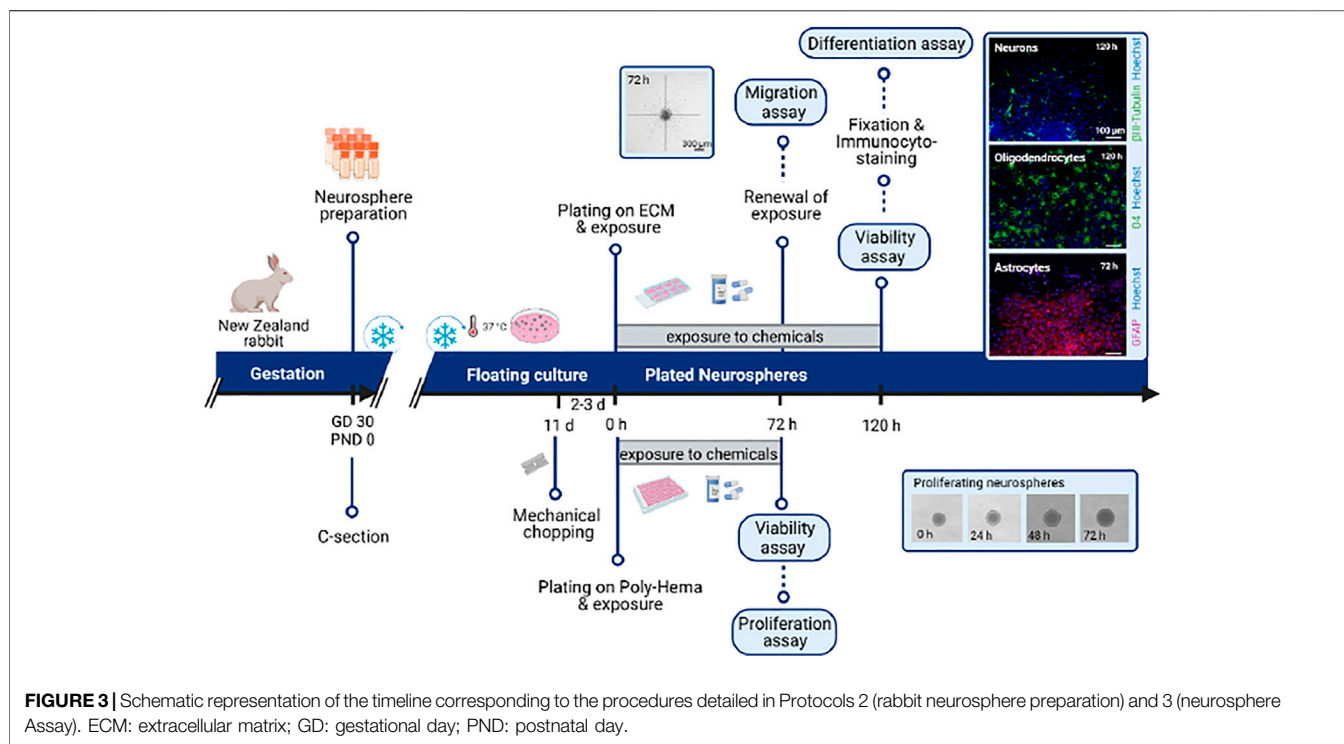 Differentiation assay
72 h
300 µm
Migration
assay
Fixation &
Immunocyto-
staining
Neurons
120 h
100 µm
βIII-Tubulin Hoechst
Oligodendrocytes
120 h
O4 Hoechst
Astrocytes
72 h
GFAP Hoechst
Neurosphere
preparation
Plating on ECM
& exposure
Renewal of
exposure
Viability
assay
New Zealand
rabbit
37 °C
exposure to chemicals
Gestation
Floating culture
Plated Neurospheres
GD 30
PND 0
11 d
2-3 d
0 h
72 h
120 h
exposure to chemicals
C-section
Mechanical
chopping
Plating on Poly-Hema
& exposure
Viability
assay
Proliferation
assay
Proliferating neurospheres
0 h
24 h
48 h
72 h
FIGURE 3 | Schematic representation of the timeline corresponding to the procedures detailed in Protocols 2 (rabbit neurosphere preparation) and 3 (neurosphere
Assay). ECM: extracellular matrix; GD: gestational day; PND: postnatal day.